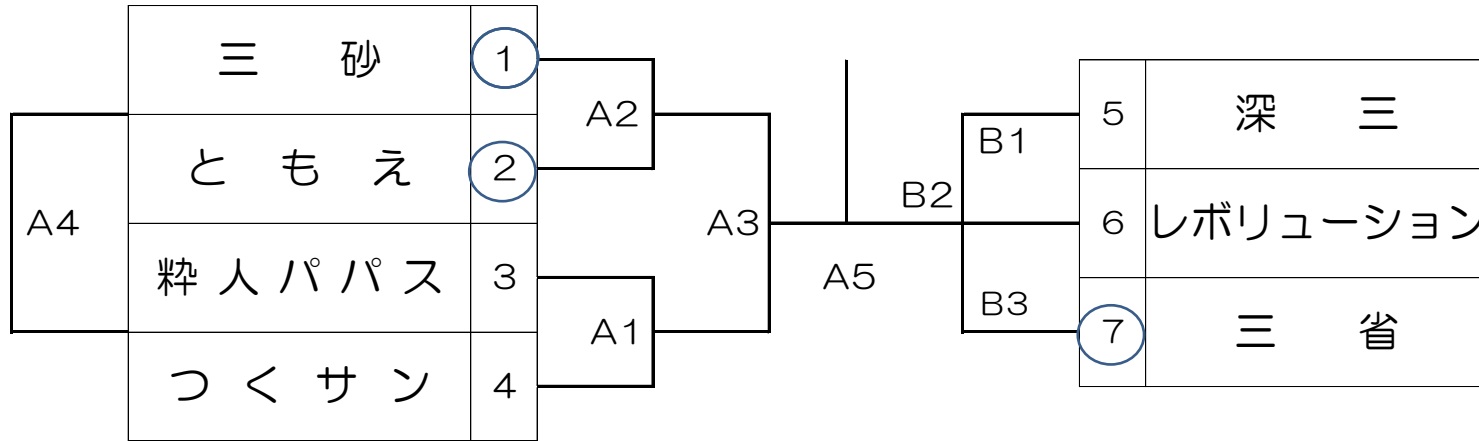 三　砂 1
A2
と も え 2
A4
A3
粋 人 パ パ ス 3
A1
つ く サ ン 4
A5
B2
B1
5 深　三
6 レボリューション
B3
7 三　省